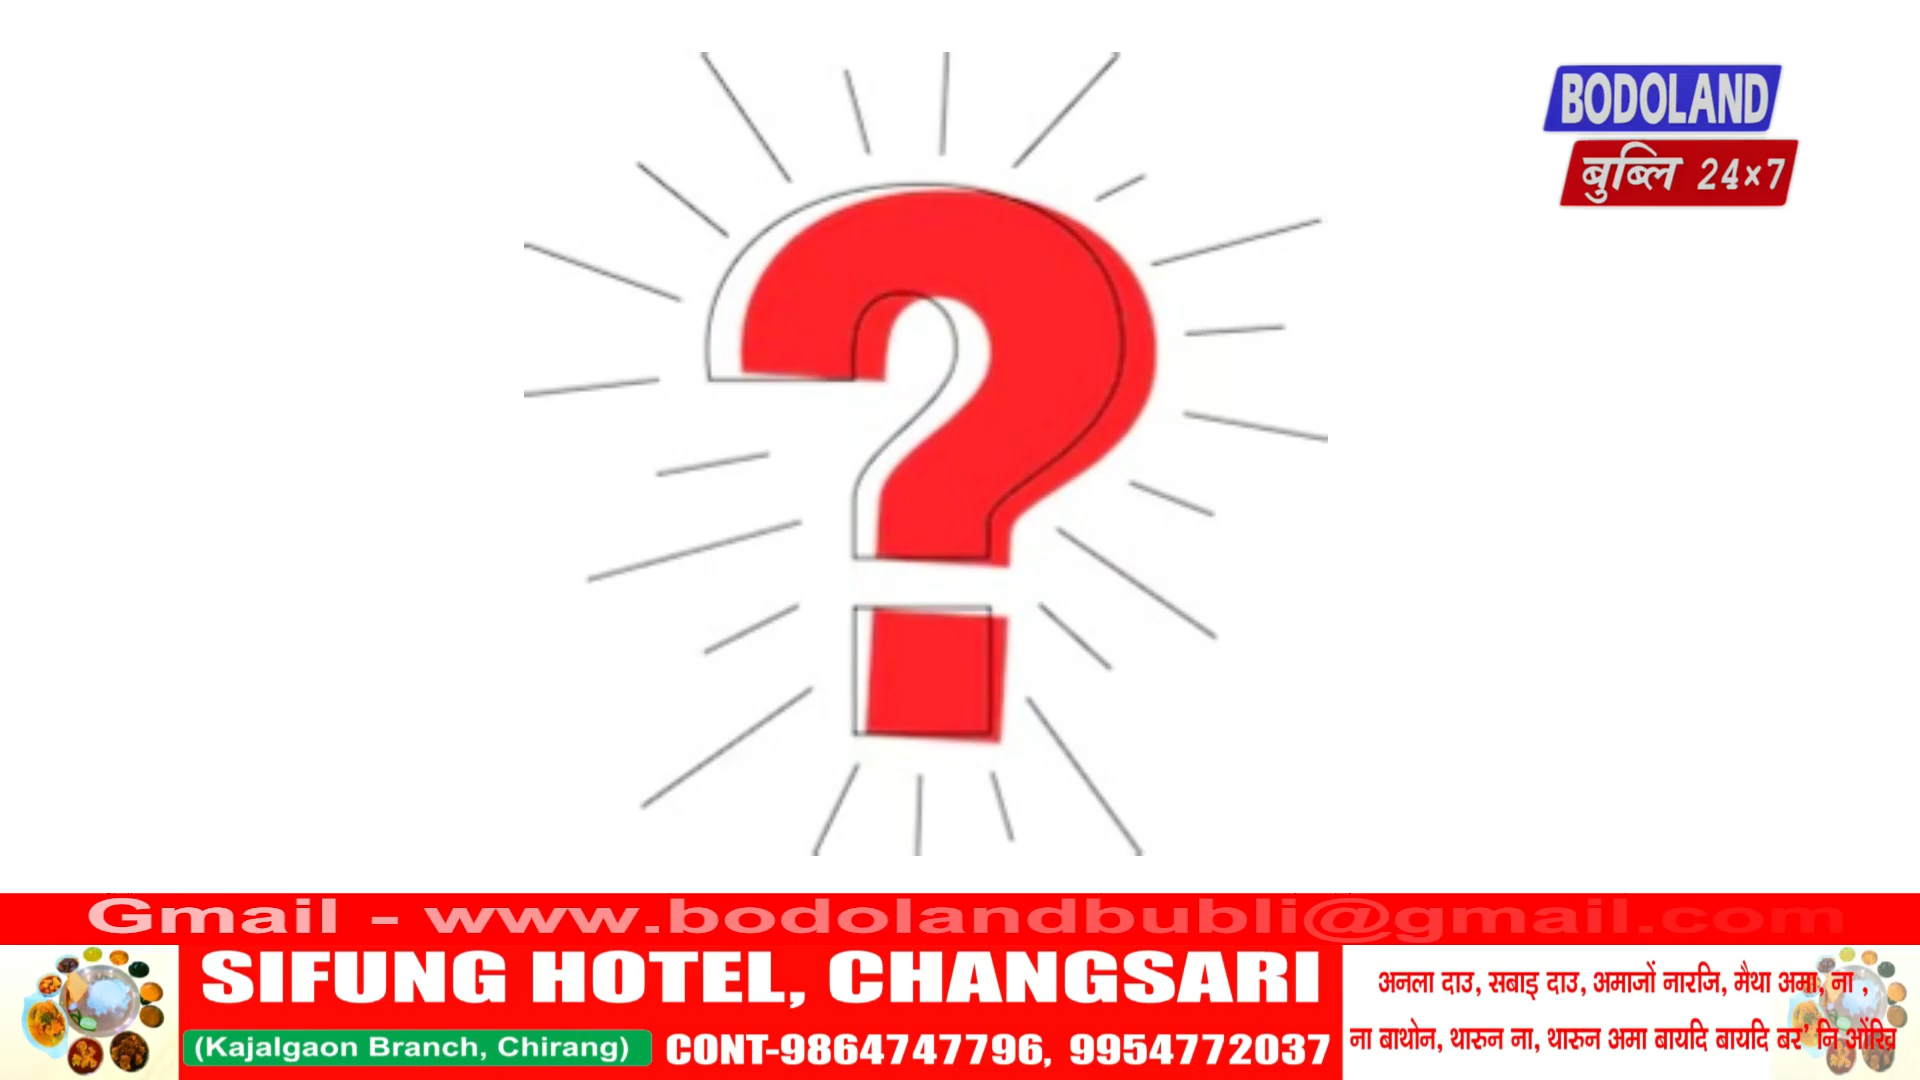 BODOLAND
बुब्लि 24×7
Gmail - www.bodolandbubli@gmail.com
SIFUNG HOTEL, CHANGSARI
(Kajalgaon Branch, Chirang)
CONT-9864747796, 9954772037
अनला दाउ, सबाइ दाउ, अमाजों नारजि, मैथा अमा, ना ,
ना बाथोन, थारुन ना, थारुन अमा बायदि बायदि बर' नि ओंख्रि